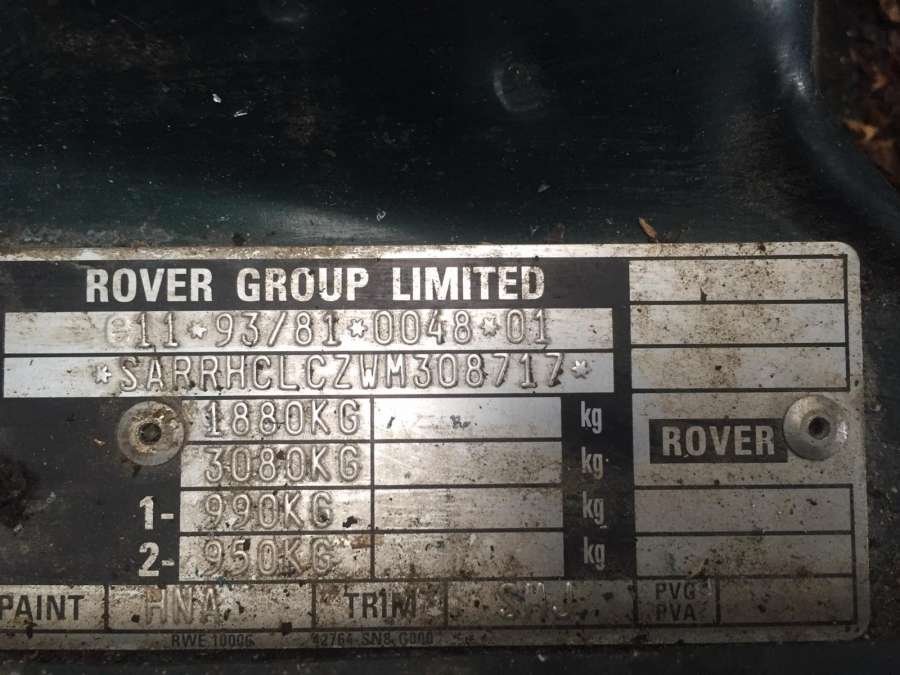 ROVER GROUP LIMITED
e11*93/81*0048*01
*SARRHCLCZWM308717*
1880KG kg
3080KG kg
ROVER
1- 990KG kg
2- 950KG kg
PAINT HNA TRIM PVG PVA
RWE 10006